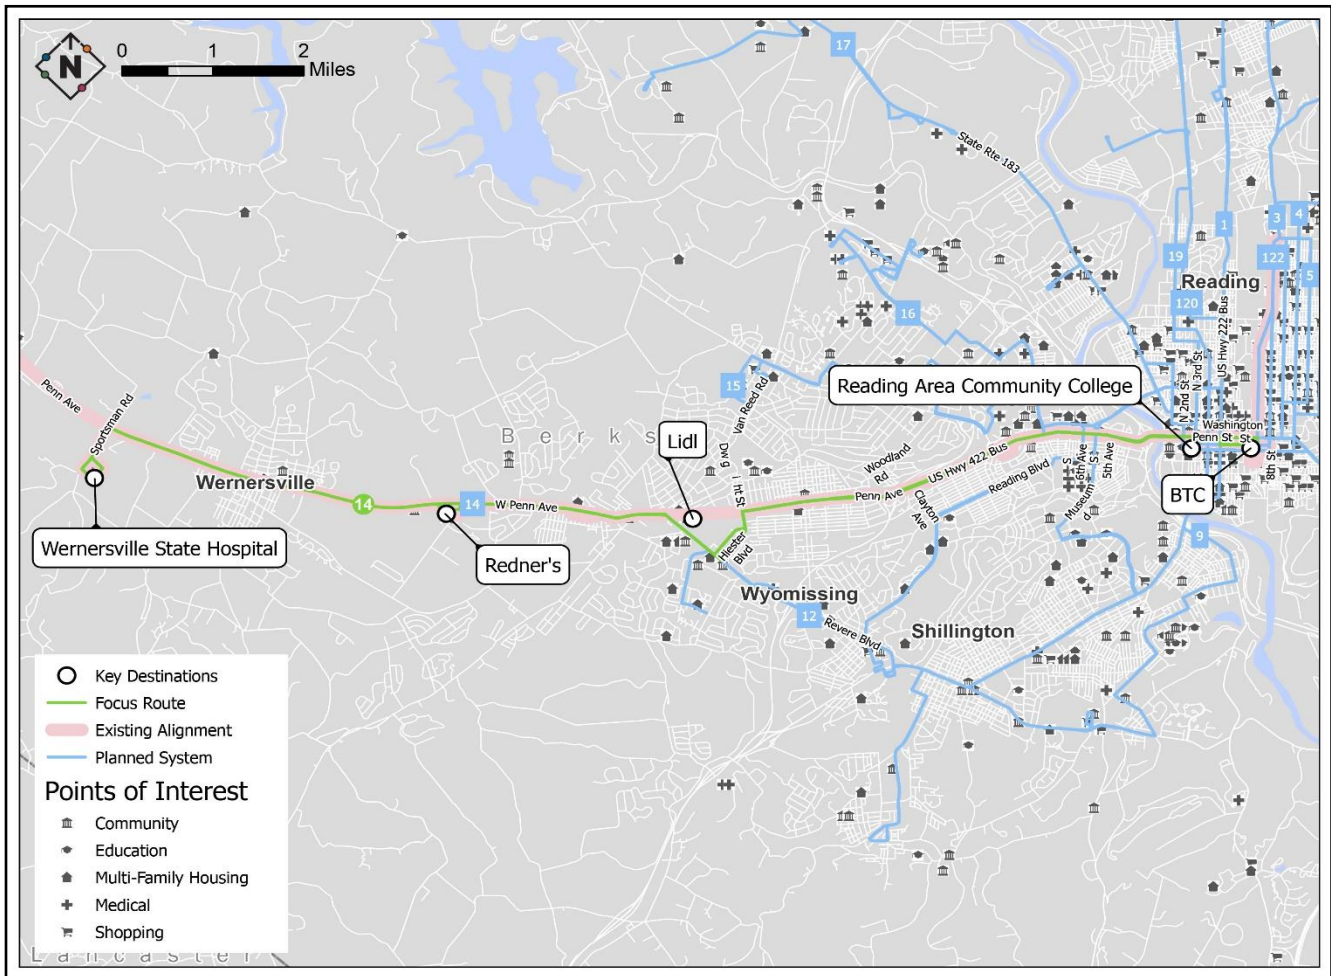 N
0 1 2
Miles
17
State Rte 183
3
4
1
19
122
5
Reading
120
16
US Hwy 222 Bus
N 3rd St
N 2nd St
15
Van Reed Rd
Reading Area Community College
Washington St
Penn St
8th St
BTC
Penn Ave
Sportsman Rd
Berks
Lidl
Dwight St
Woodland Rd
US Hwy 422 Bus
Reading Blvd
S 6th Ave
S 5th Ave
Museum Rd
Wernersville
14
14
W Penn Ave
Penn Ave
Clayton Ave
Wernersville State Hospital
Redner's
Hiester Blvd
9
Wyomissing
12
Revere Blvd
Shillington
Key Destinations
Focus Route
Existing Alignment
Planned System
Points of Interest
Community
Education
Multi-Family Housing
Medical
Shopping
Lancaster